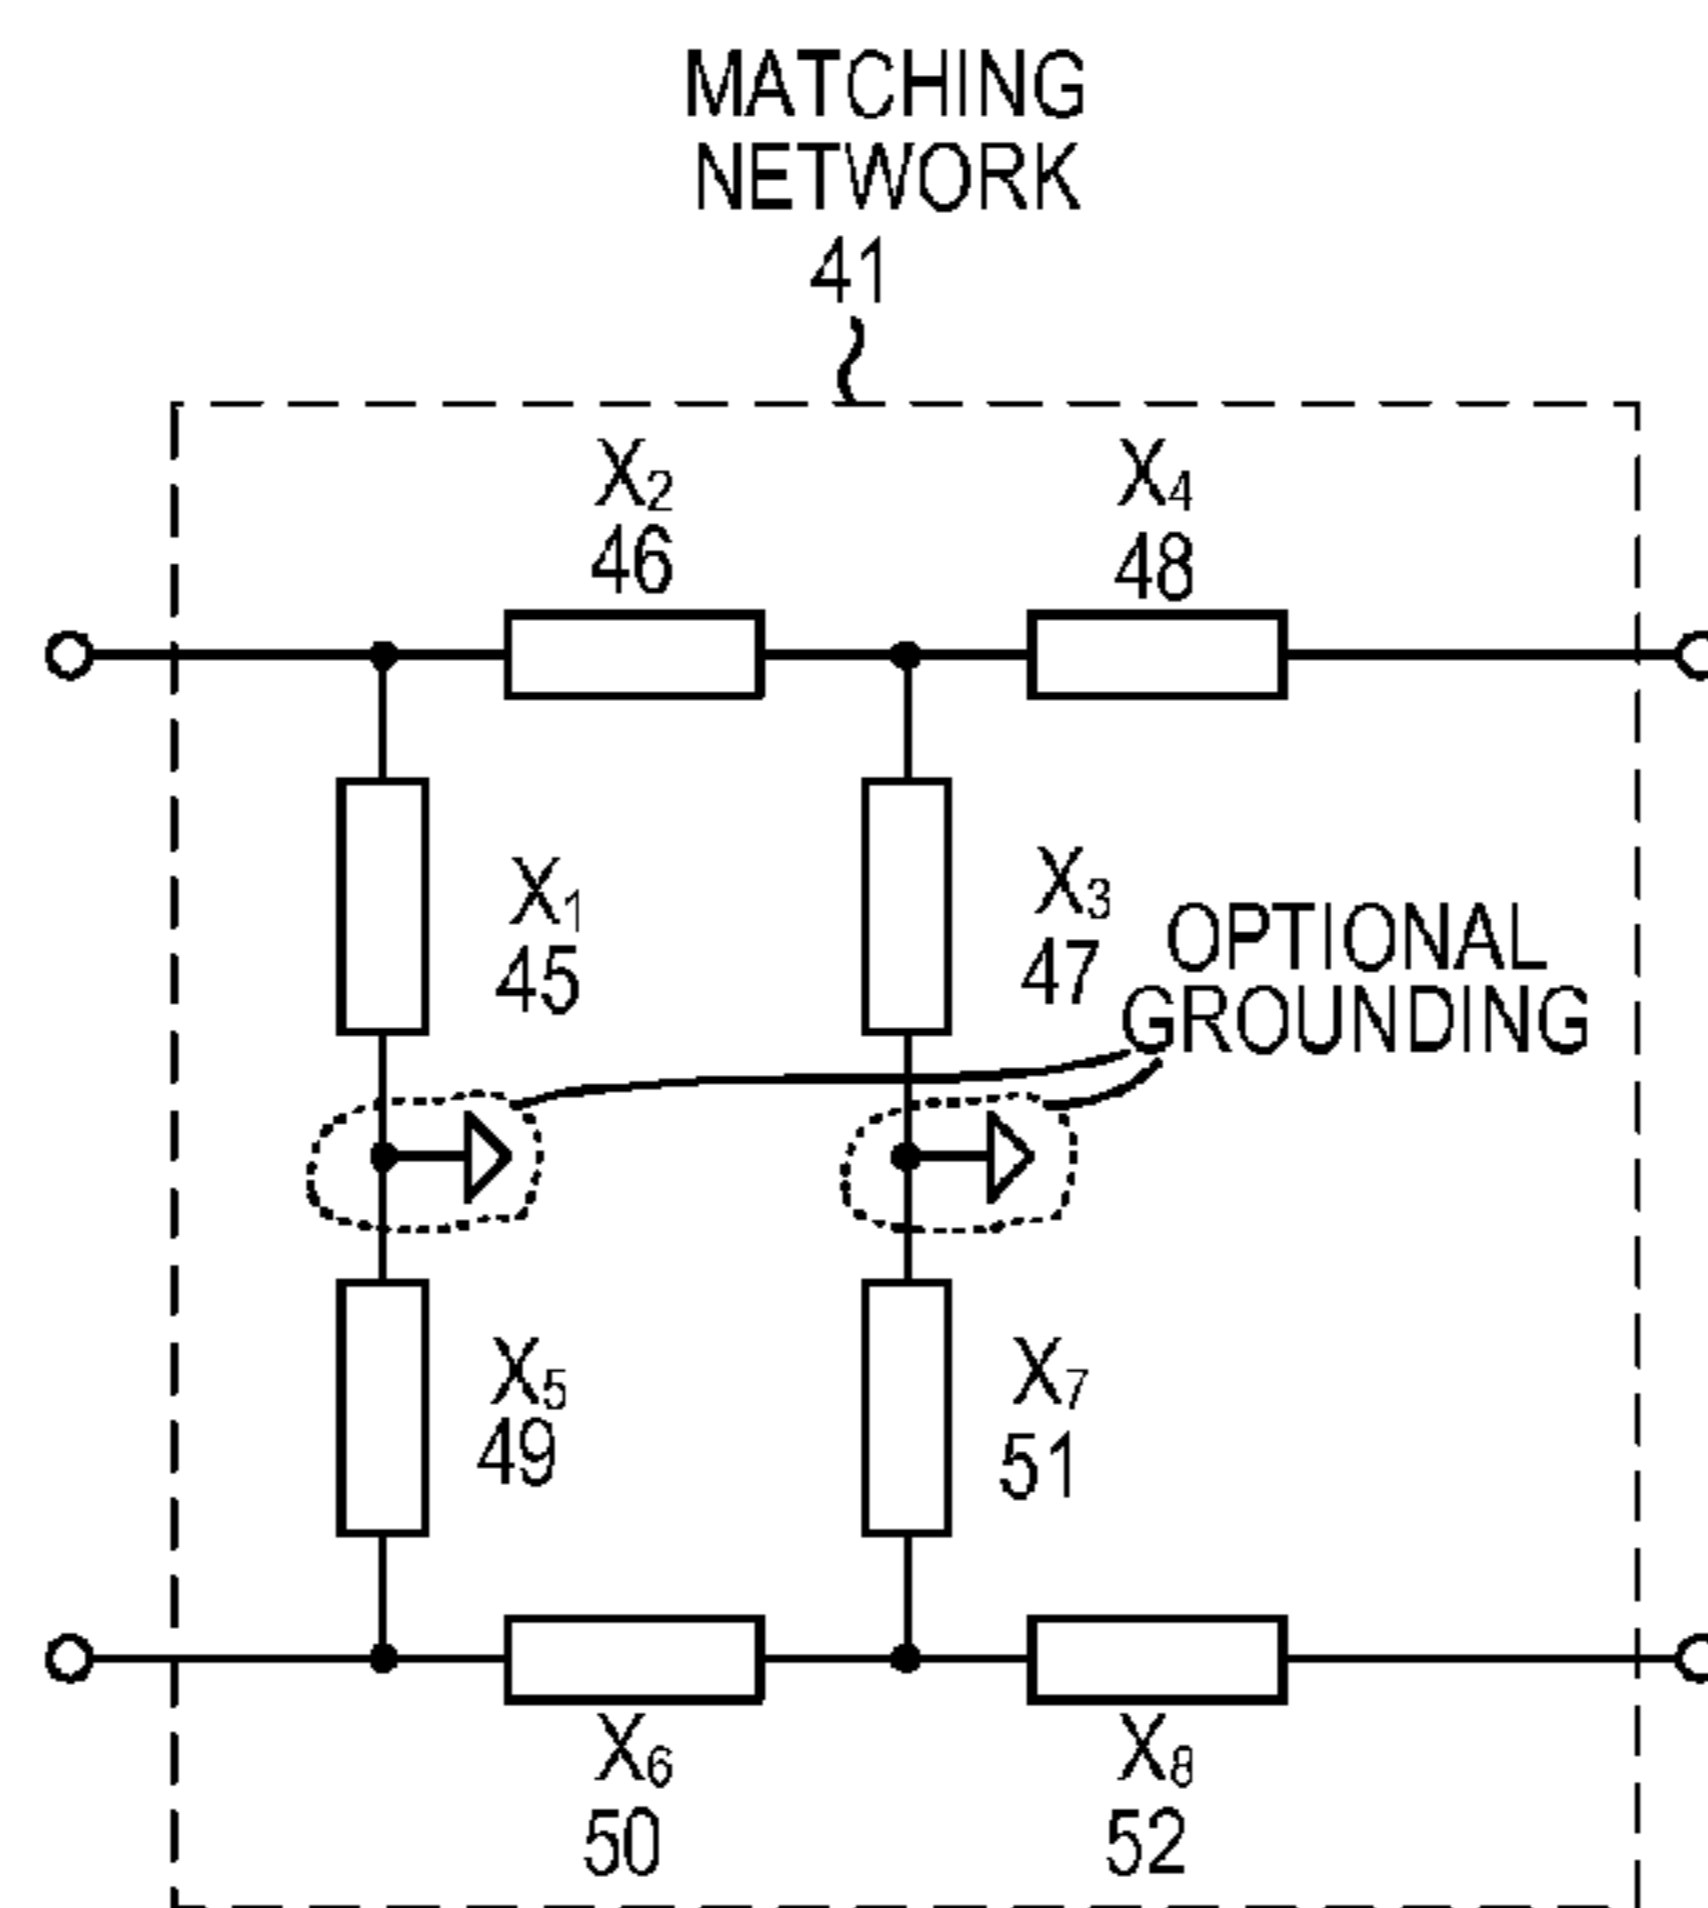 MATCHING
NETWORK
41
X2
46
X4
48
X1
45
X3
47
OPTIONAL
GROUNDING
X5
49
X7
51
X6
50
X8
52